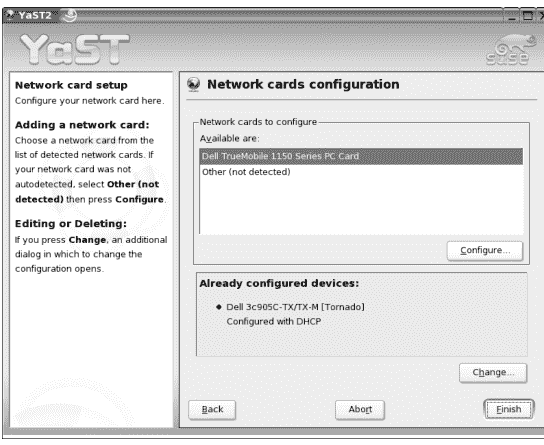 YaST2
YaST
SuSE
Network card setup
Configure your network card here.
Adding a network card:
Choose a network card from the
list of detected network cards. If
your network card was not
autodetected, select Other (not
detected) then press Configure.
Editing or Deleting:
If you press Change, an additional
dialog in which to change the
configuration opens.
Network cards configuration
Network cards to configure
Available are:
Dell TrueMobile 1150 Series PC Card
Other (not detected)
Configure...
Already configured devices:
Dell 3c905C-TX/TX-M [Tornado]
Configured with DHCP
Change...
Back
Abort
Finish